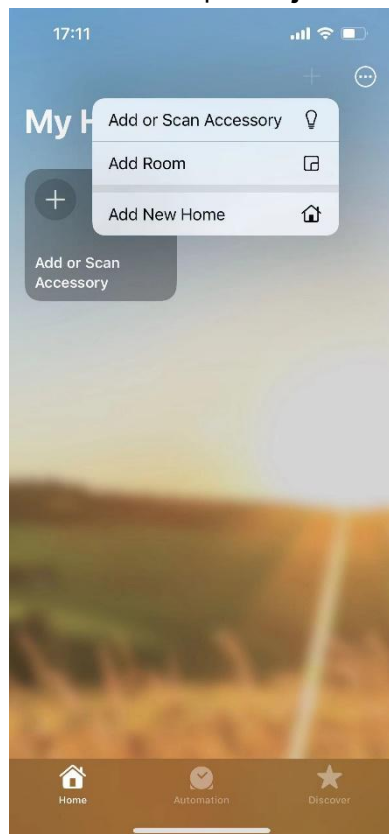 17:11
My H
Add or Scan Accessory
Add Room
Add New Home
Add or Scan
Accessory
Home
Automation
Discover